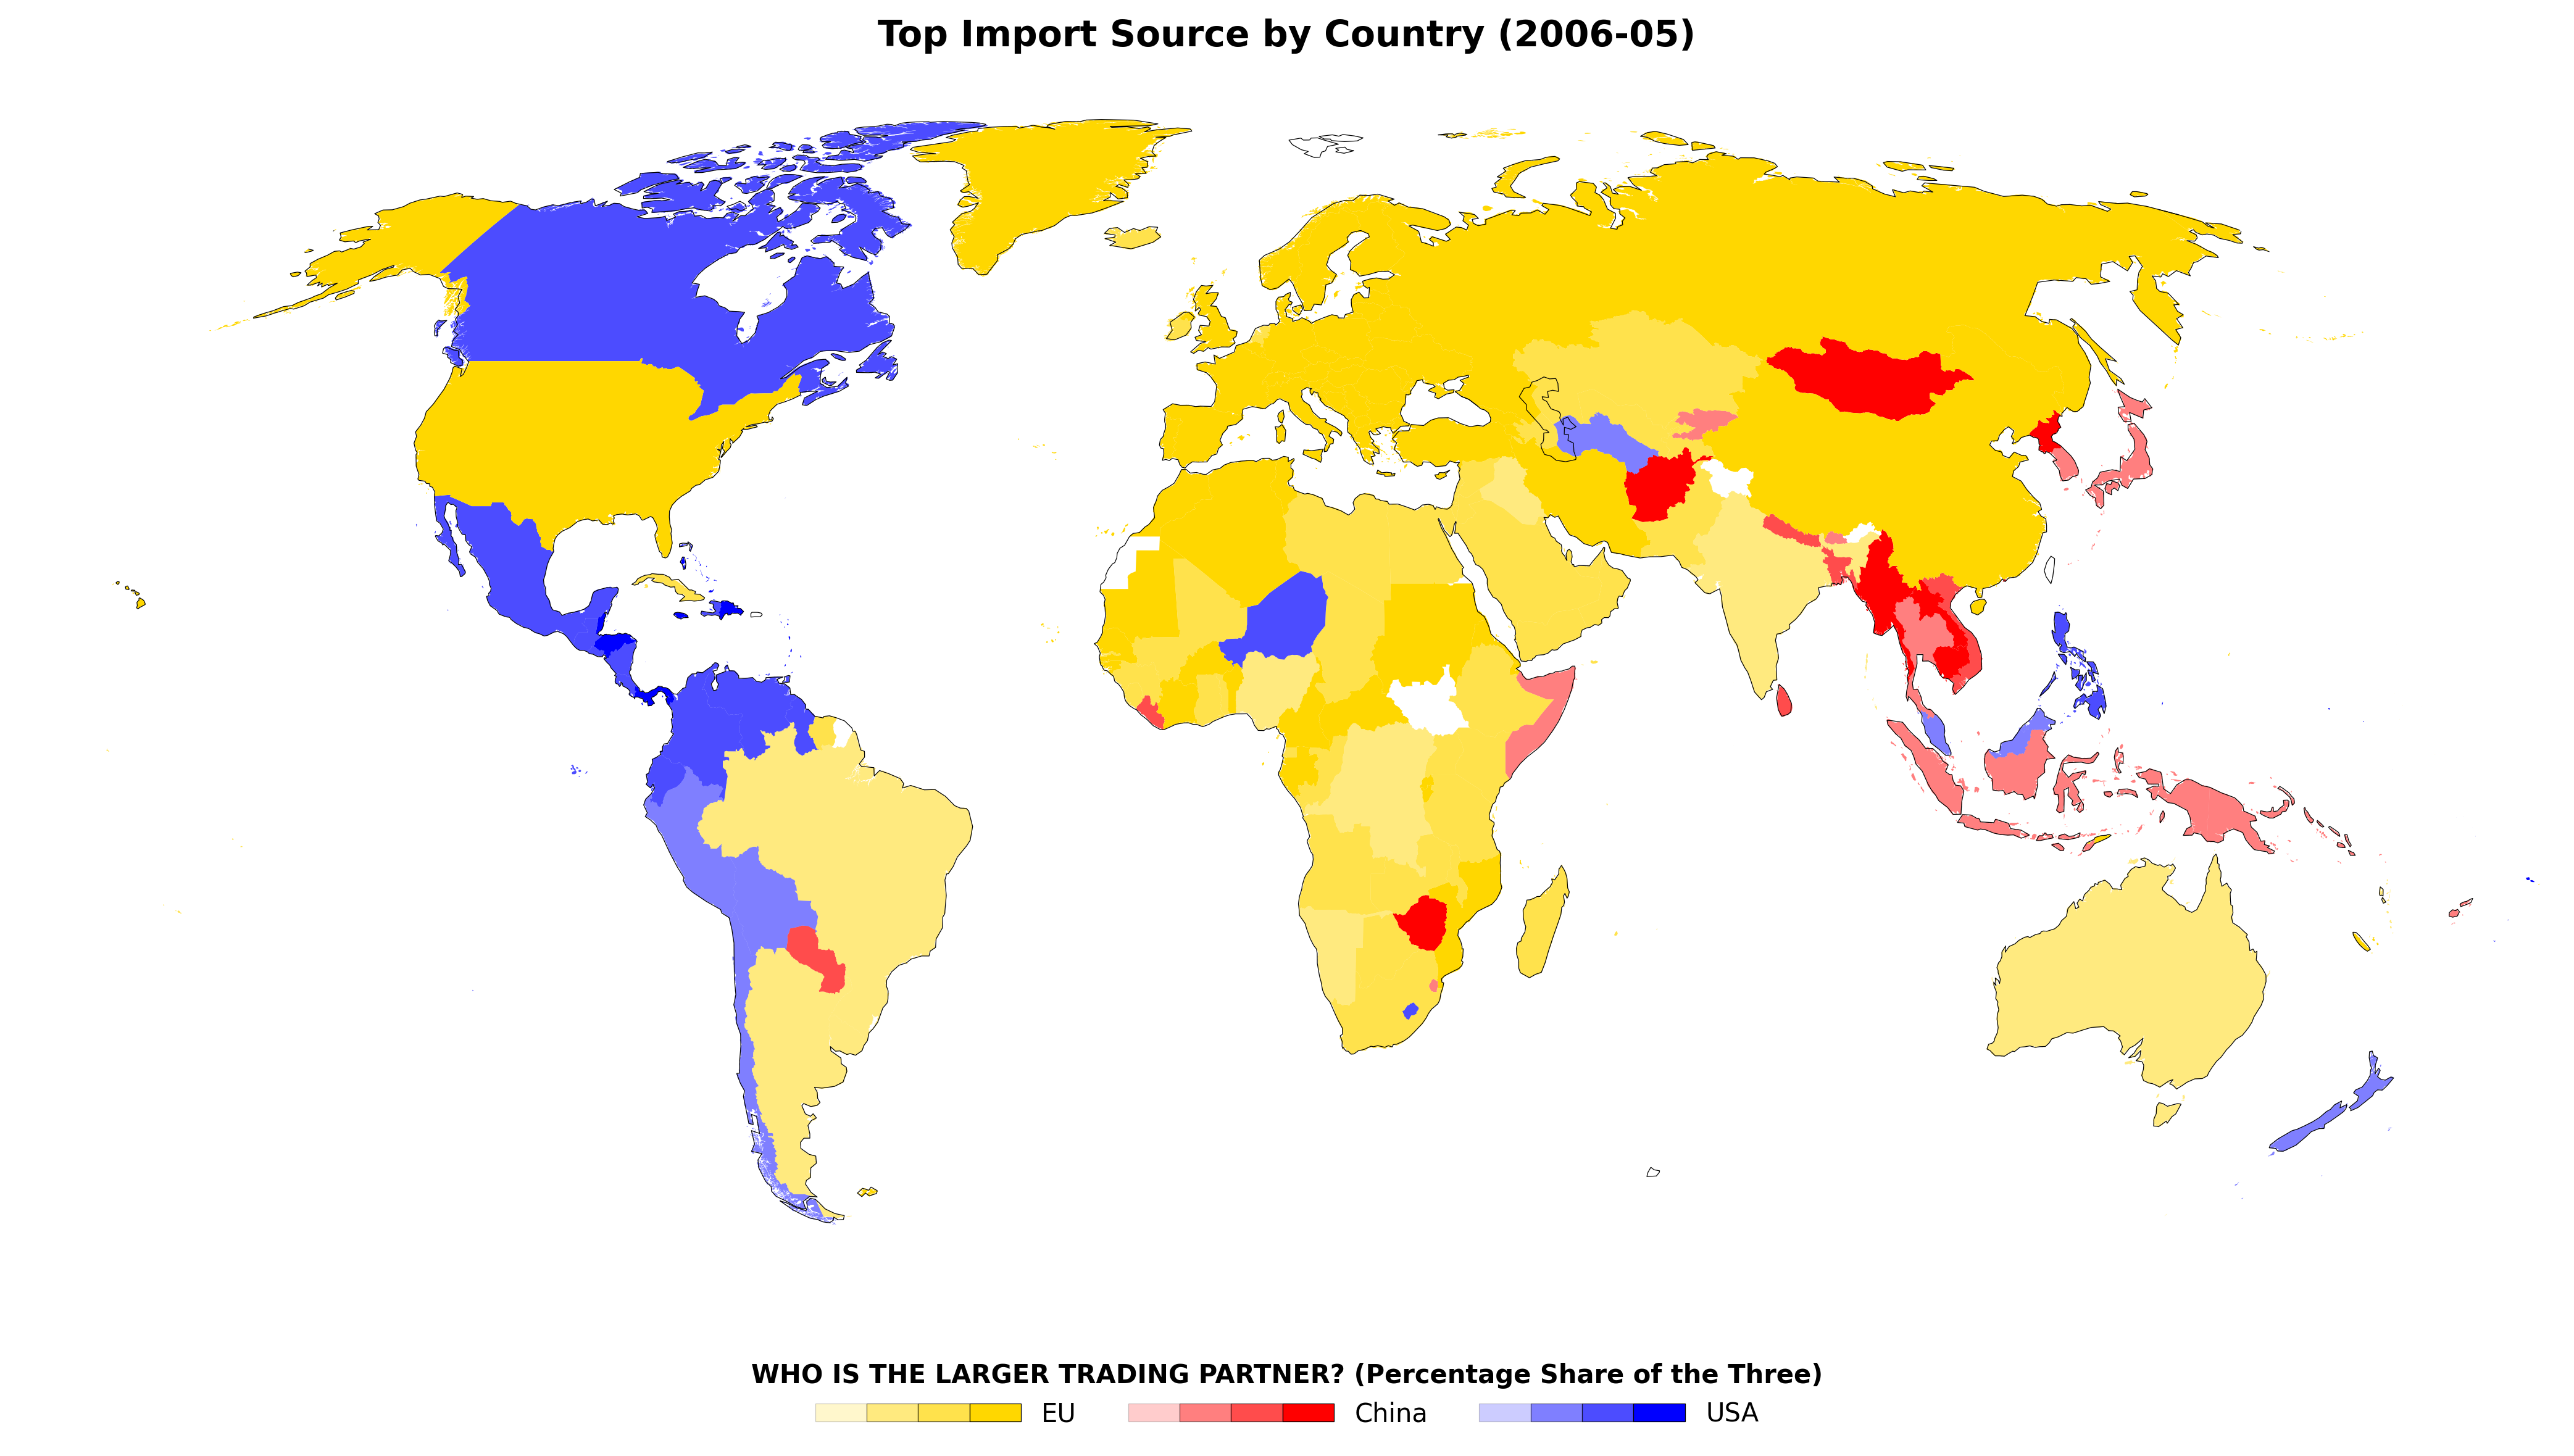 Top Import Source by Country (2006-05)
WHO IS THE LARGER TRADING PARTNER? (Percentage Share of the Three)
EU China USA